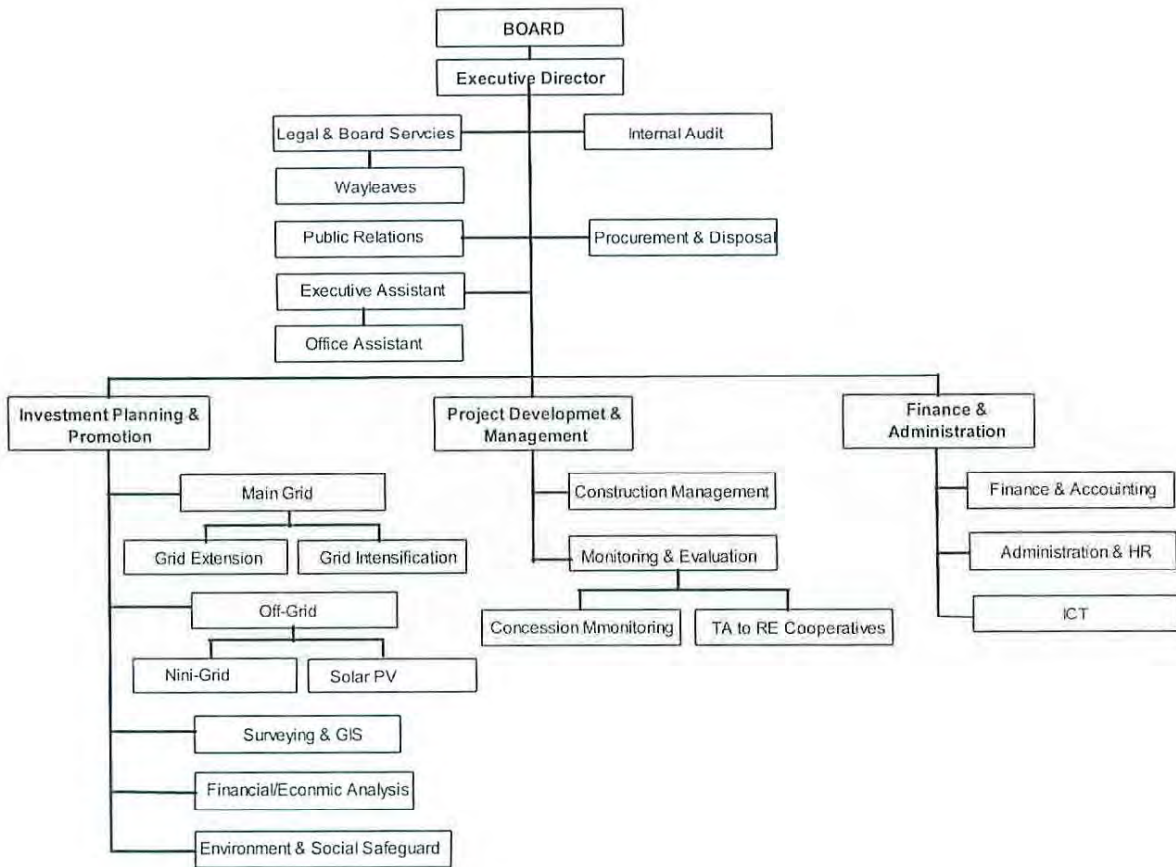 BOARD
Executive Director
Legal & Board Servcies
Internal Audit
Wayleaves
Public Relations
Procurement & Disposal
Executive Assistant
Office Assistant
Investment Planning &
Promotion
Project Developmet &
Management
Finance &
Administration
Main Grid
Grid Extension
Grid Intensification
Off-Grid
Nini-Grid
Solar PV
Surveying & GIS
Financial/Econmic Analysis
Environment & Social Safeguard
Construction Management
Monitoring & Evaluation
Concession Mmonitoring
TA to RE Cooperatives
Finance & Accouinting
Administration & HR
ICT